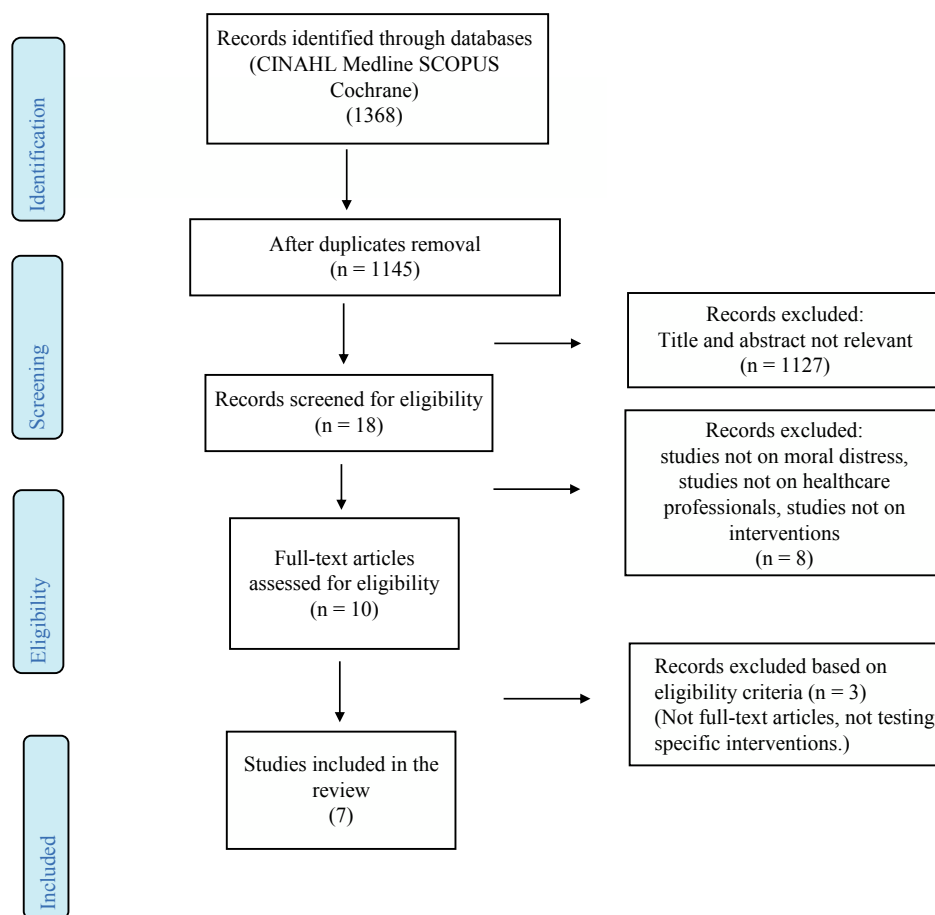 Identification
Records identified through databases
(CINAHL Medline SCOPUS
Cochrane)
(1368)
After duplicates removal
(n = 1145)
Screening
Records excluded:
Title and abstract not relevant
(n = 1127)
Records screened for eligibility
(n = 18)
Records excluded:
studies not on moral distress,
studies not on healthcare
professionals, studies not on
interventions
(n = 8)
Eligibility
Full-text articles
assessed for eligibility
(n = 10)
Records excluded based on
eligibility criteria (n = 3)
(Not full-text articles, not testing
specific interventions.)
Included
Studies included in the
review
(7)